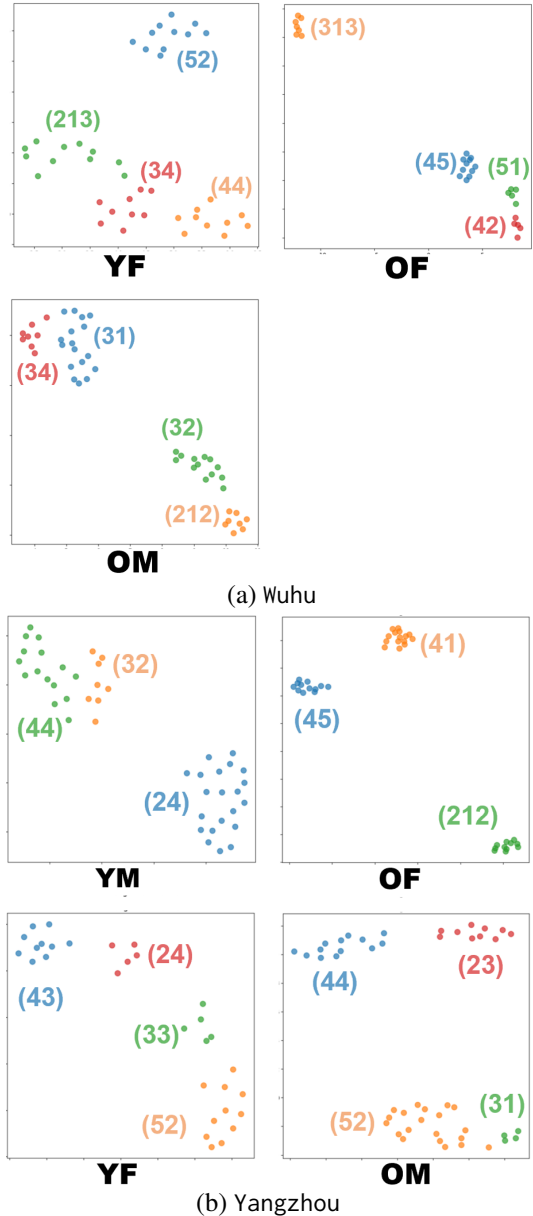 (52)
(213)
(34)
(44)
YF
(313)
(45)
(51)
(42)
OF
(31)
(34)
(32)
(212)
OM
(a) Wuhu
(32)
(44)
(24)
YM
(41)
(45)
(212)
OF
(24)
(43)
(33)
(52)
YF
(23)
(44)
(31)
(52)
OM
(b) Yangzhou